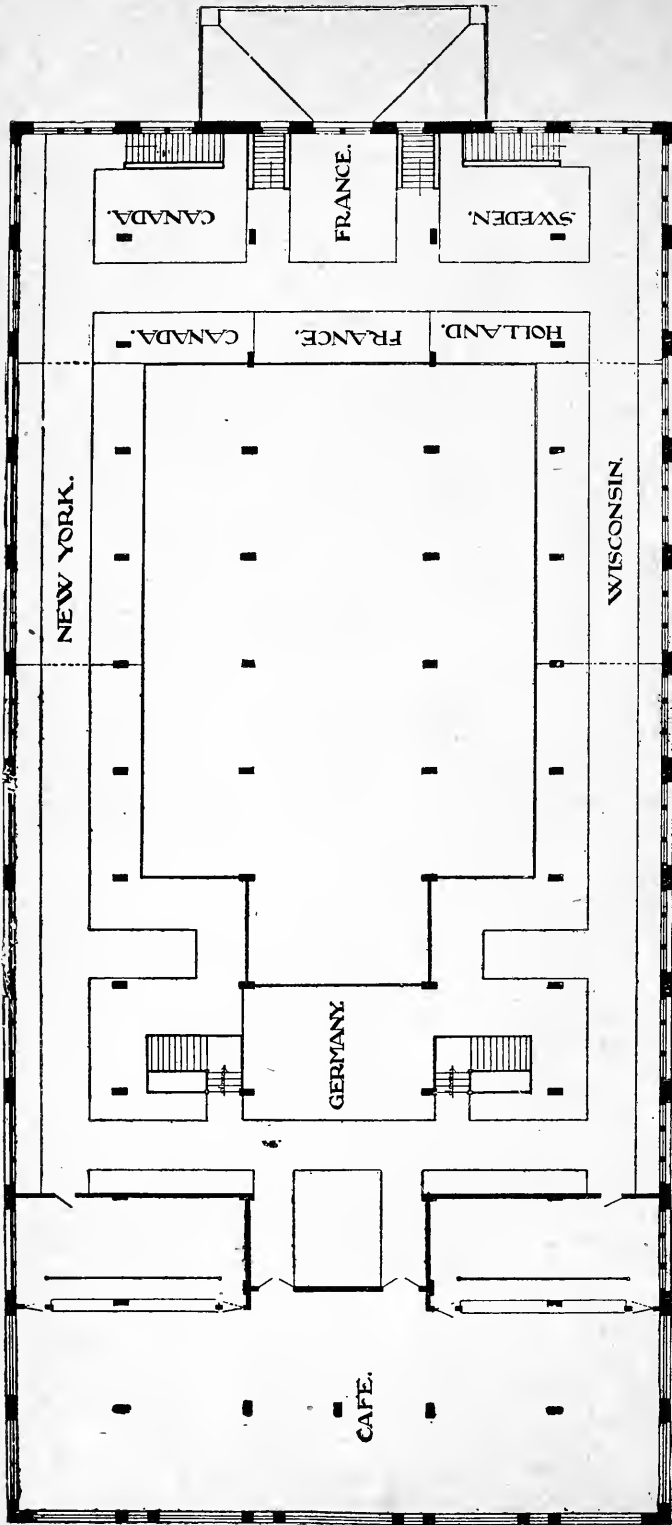 CANADA.
FRANCE.
SWEDEN.
CANADA.
FRANCE.
HOLLAND.
NEW YORK.
WISCONSIN.
GERMANY.
CAFE.